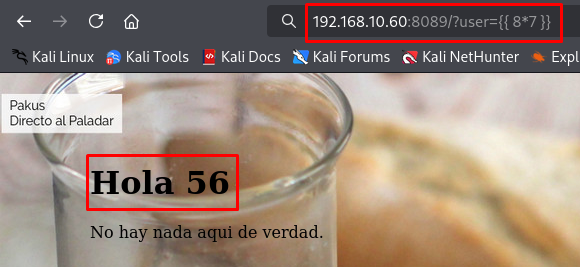 192.168.10.60:8089/?user={{ 8*7 }}
Kali Linux Kali Tools Kali Docs Kali Forums Kali NetHunter Expl
Pakus
Directo al Paladar
Hola 56
No hay nada aqui de verdad.